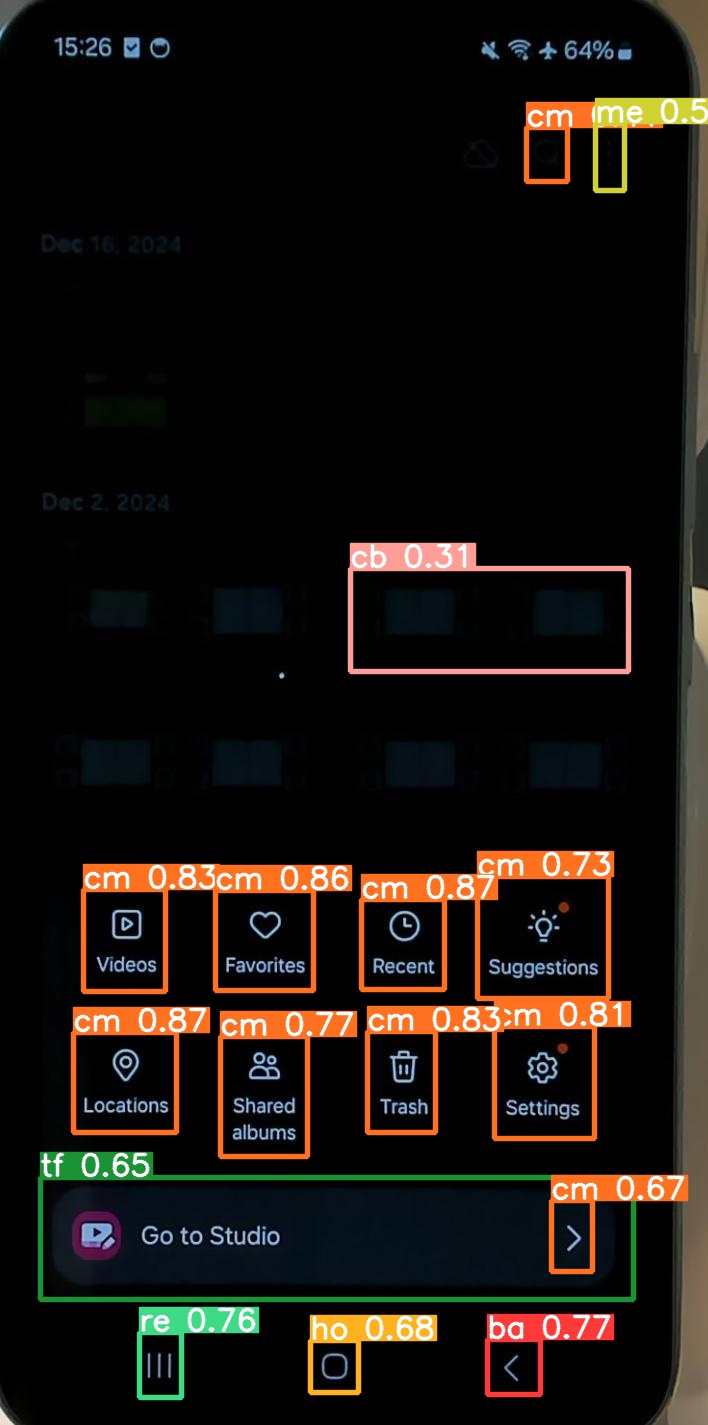 15:26 64%
cm me 0.5
Dec 16, 2024
Dec 2, 2024
cb 0.31
cm 0.83 cm 0.86 cm 0.87 cm 0.73
Videos Favorites Recent Suggestions
cm 0.87 cm 0.77 cm 0.83 cm 0.81
Locations Shared albums Trash Settings
tf 0.65
cm 0.67
Go to Studio
re 0.76 ho 0.68 ba 0.77